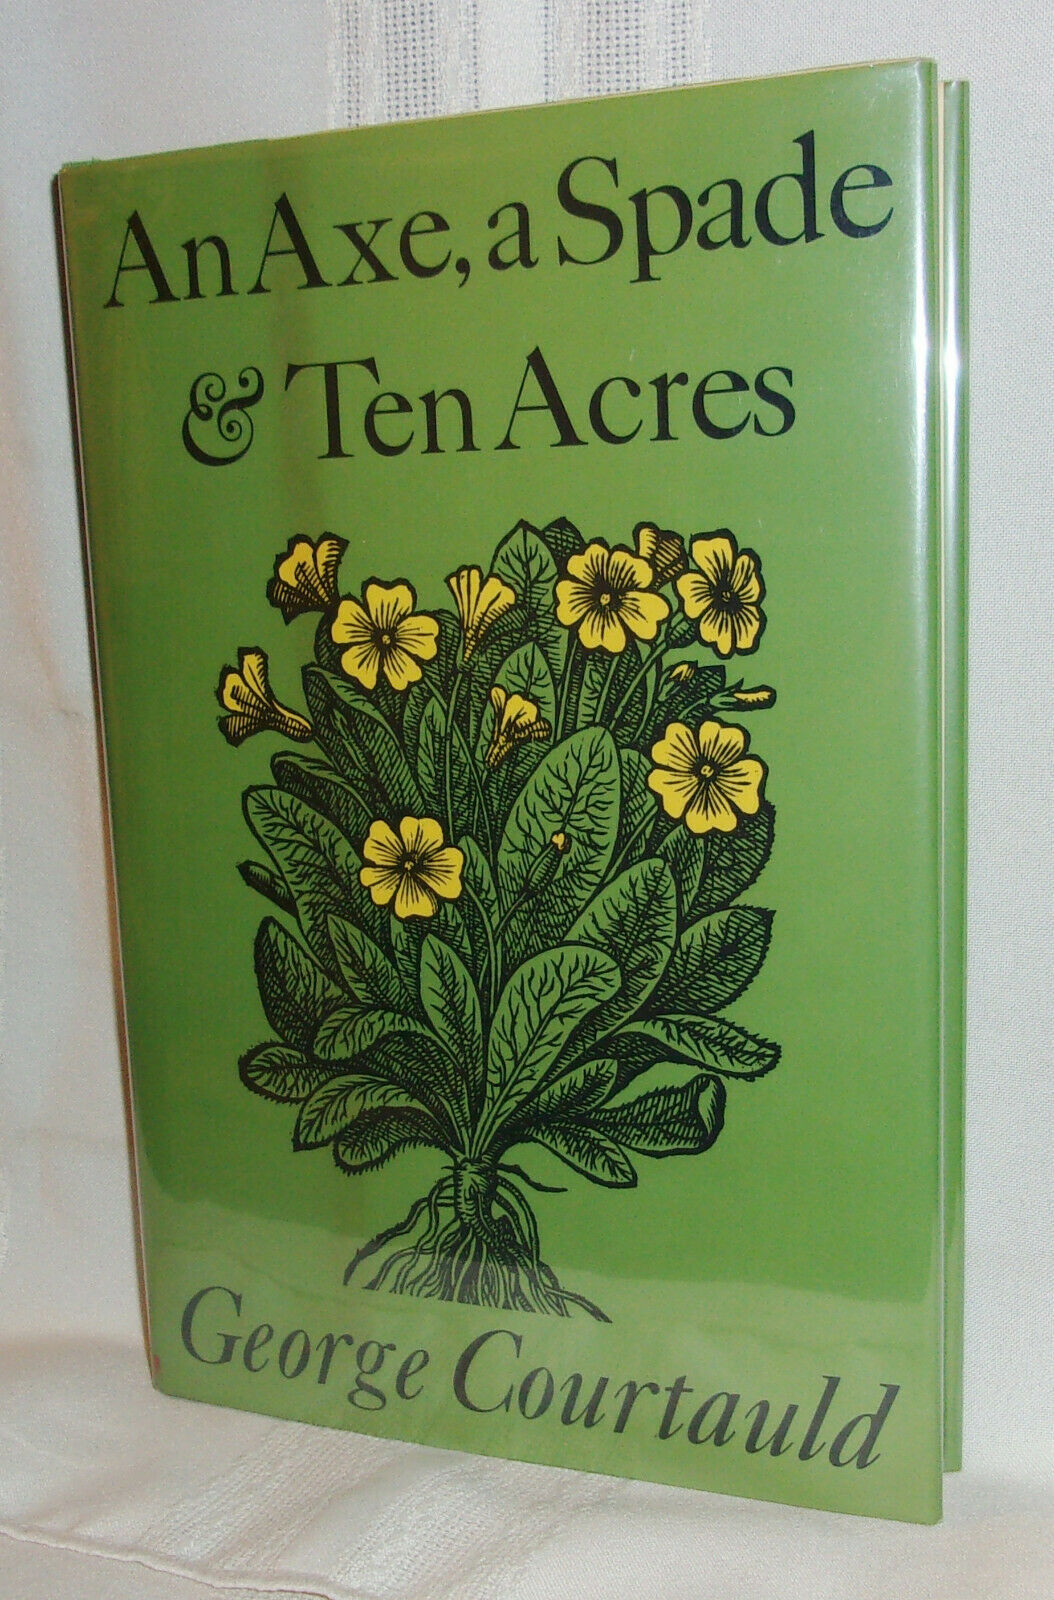 An Axe, a Spade
& Ten Acres
George Courtauld